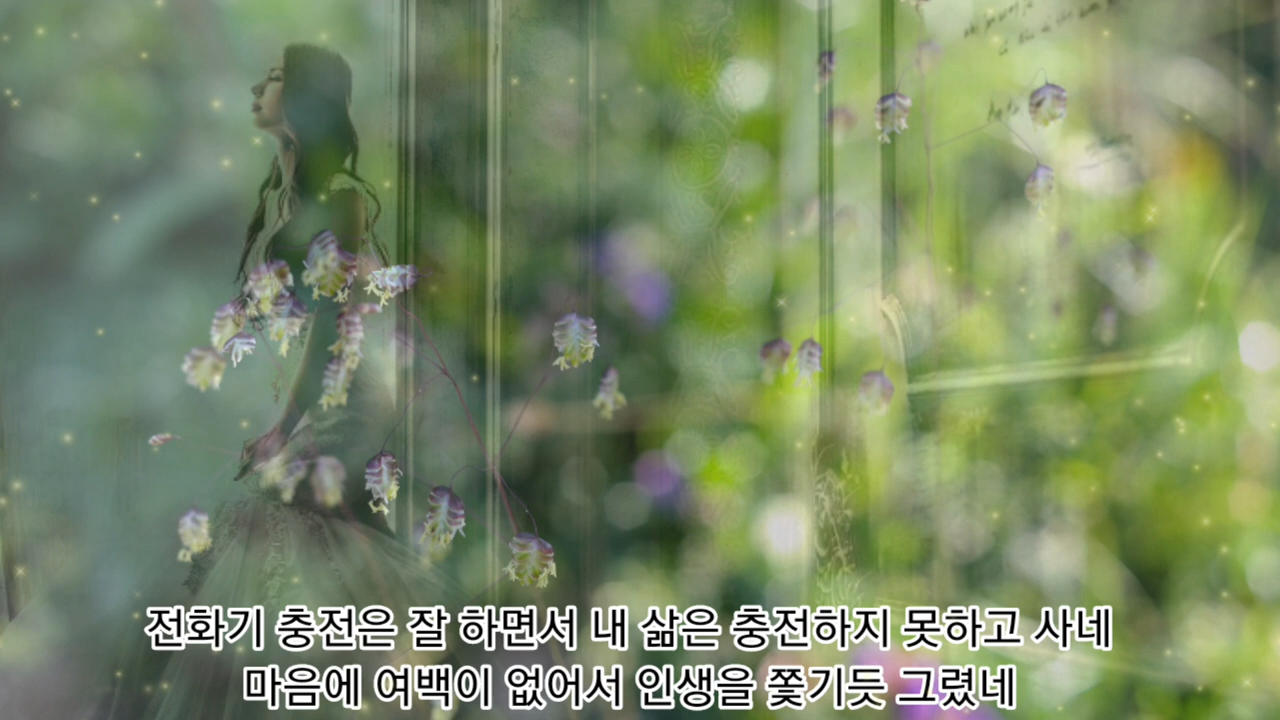 전화기 충전은 잘 하면서 내 삶은 충전하지 못하고 사네
마음에 여백이 없어서 인생을 쫓기듯 그렸네